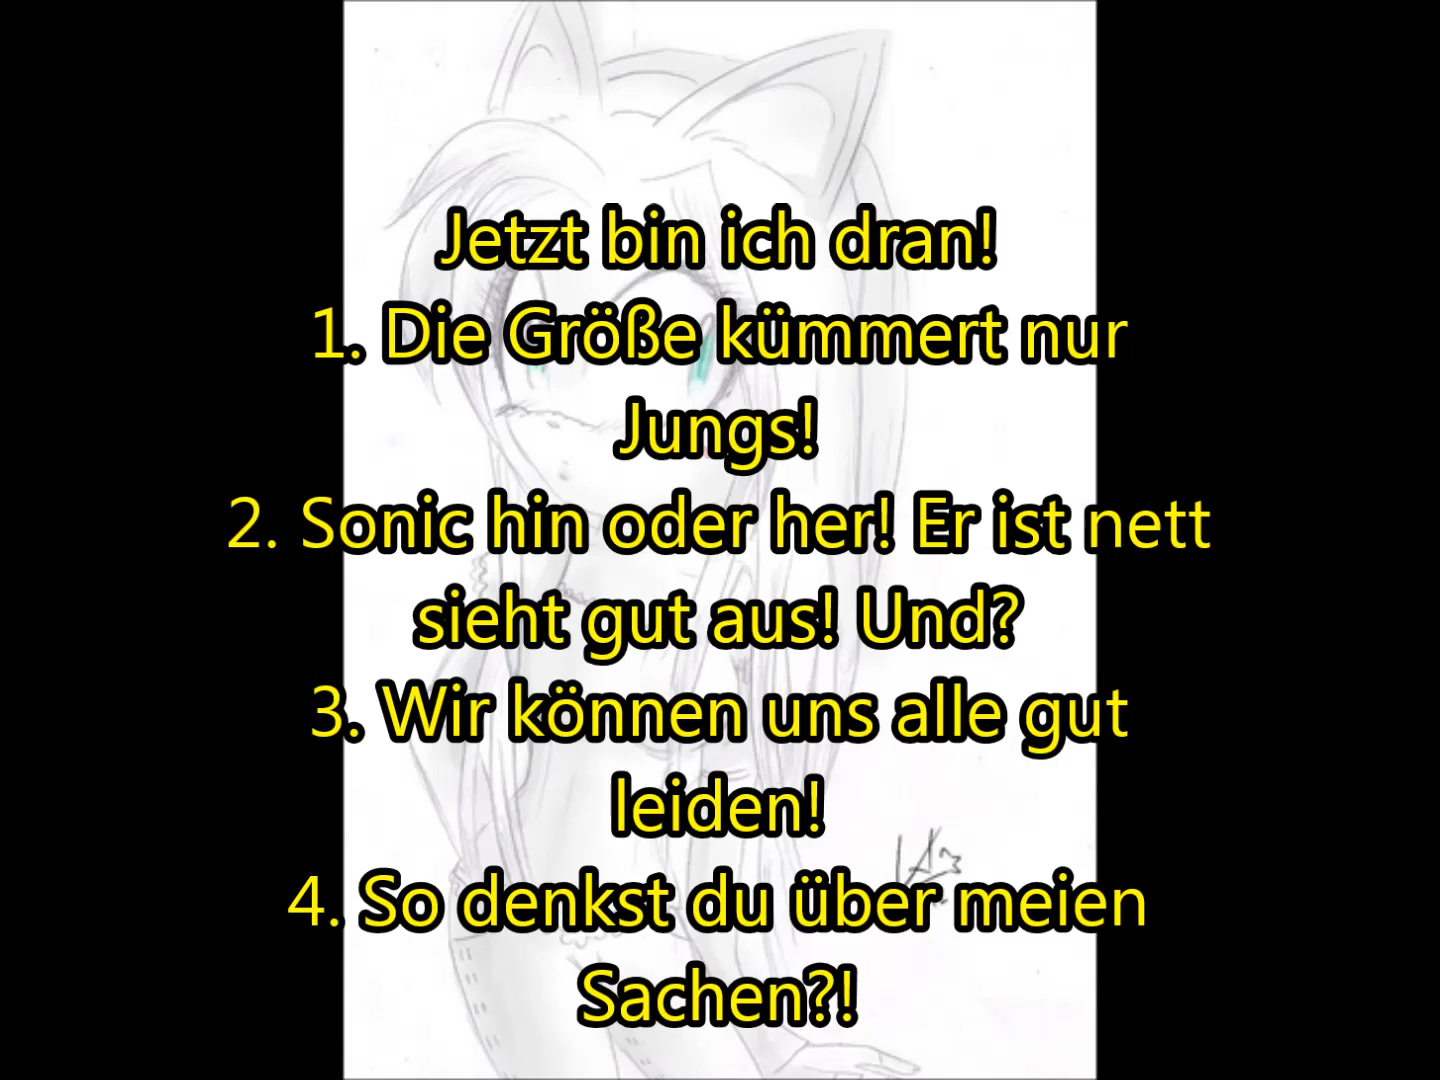 Jetzt bin ich dran!
1. Die Größe kümmert nur
Jungs!
2. Sonic hin oder her! Er ist nett
sieht gut aus! Und?
3. Wir können uns alle gut
leiden!
4. So denkst du über meien
Sachen?!